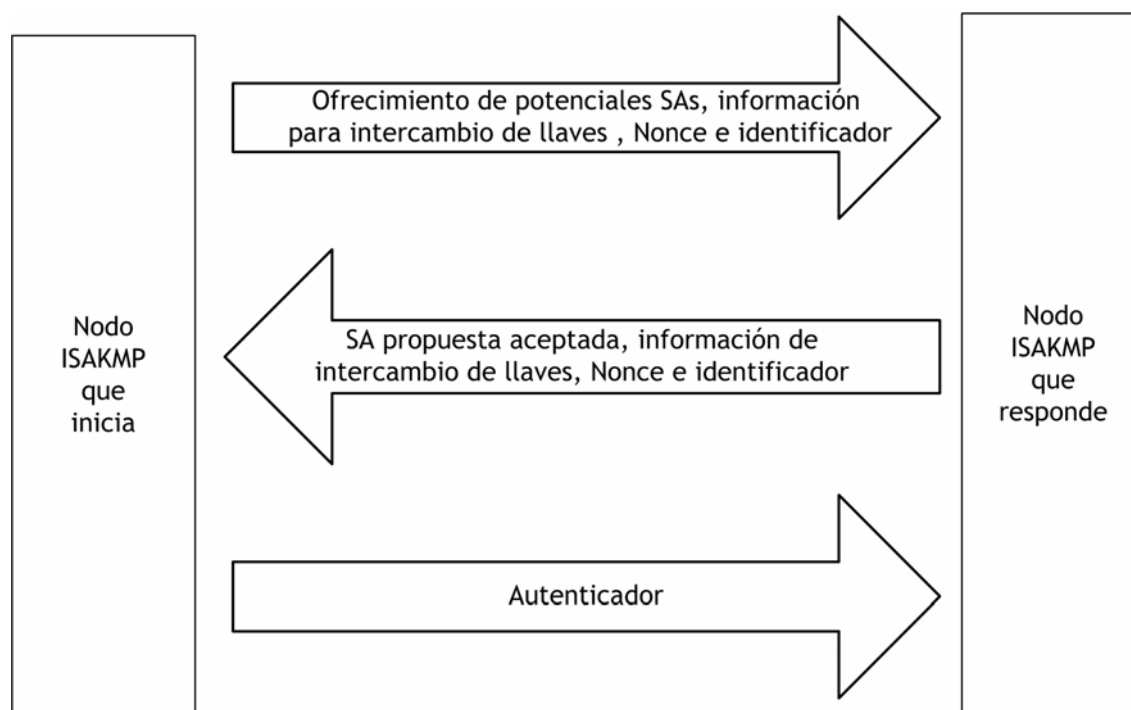 Ofrecimiento de potenciales SAs, información
para intercambio de llaves , Nonce e identificador
SA propuesta aceptada, información de
intercambio de llaves, Nonce e identificador
Nodo
ISAKMP
que
inicia
Nodo
ISAKMP
que
responde
Autenticador